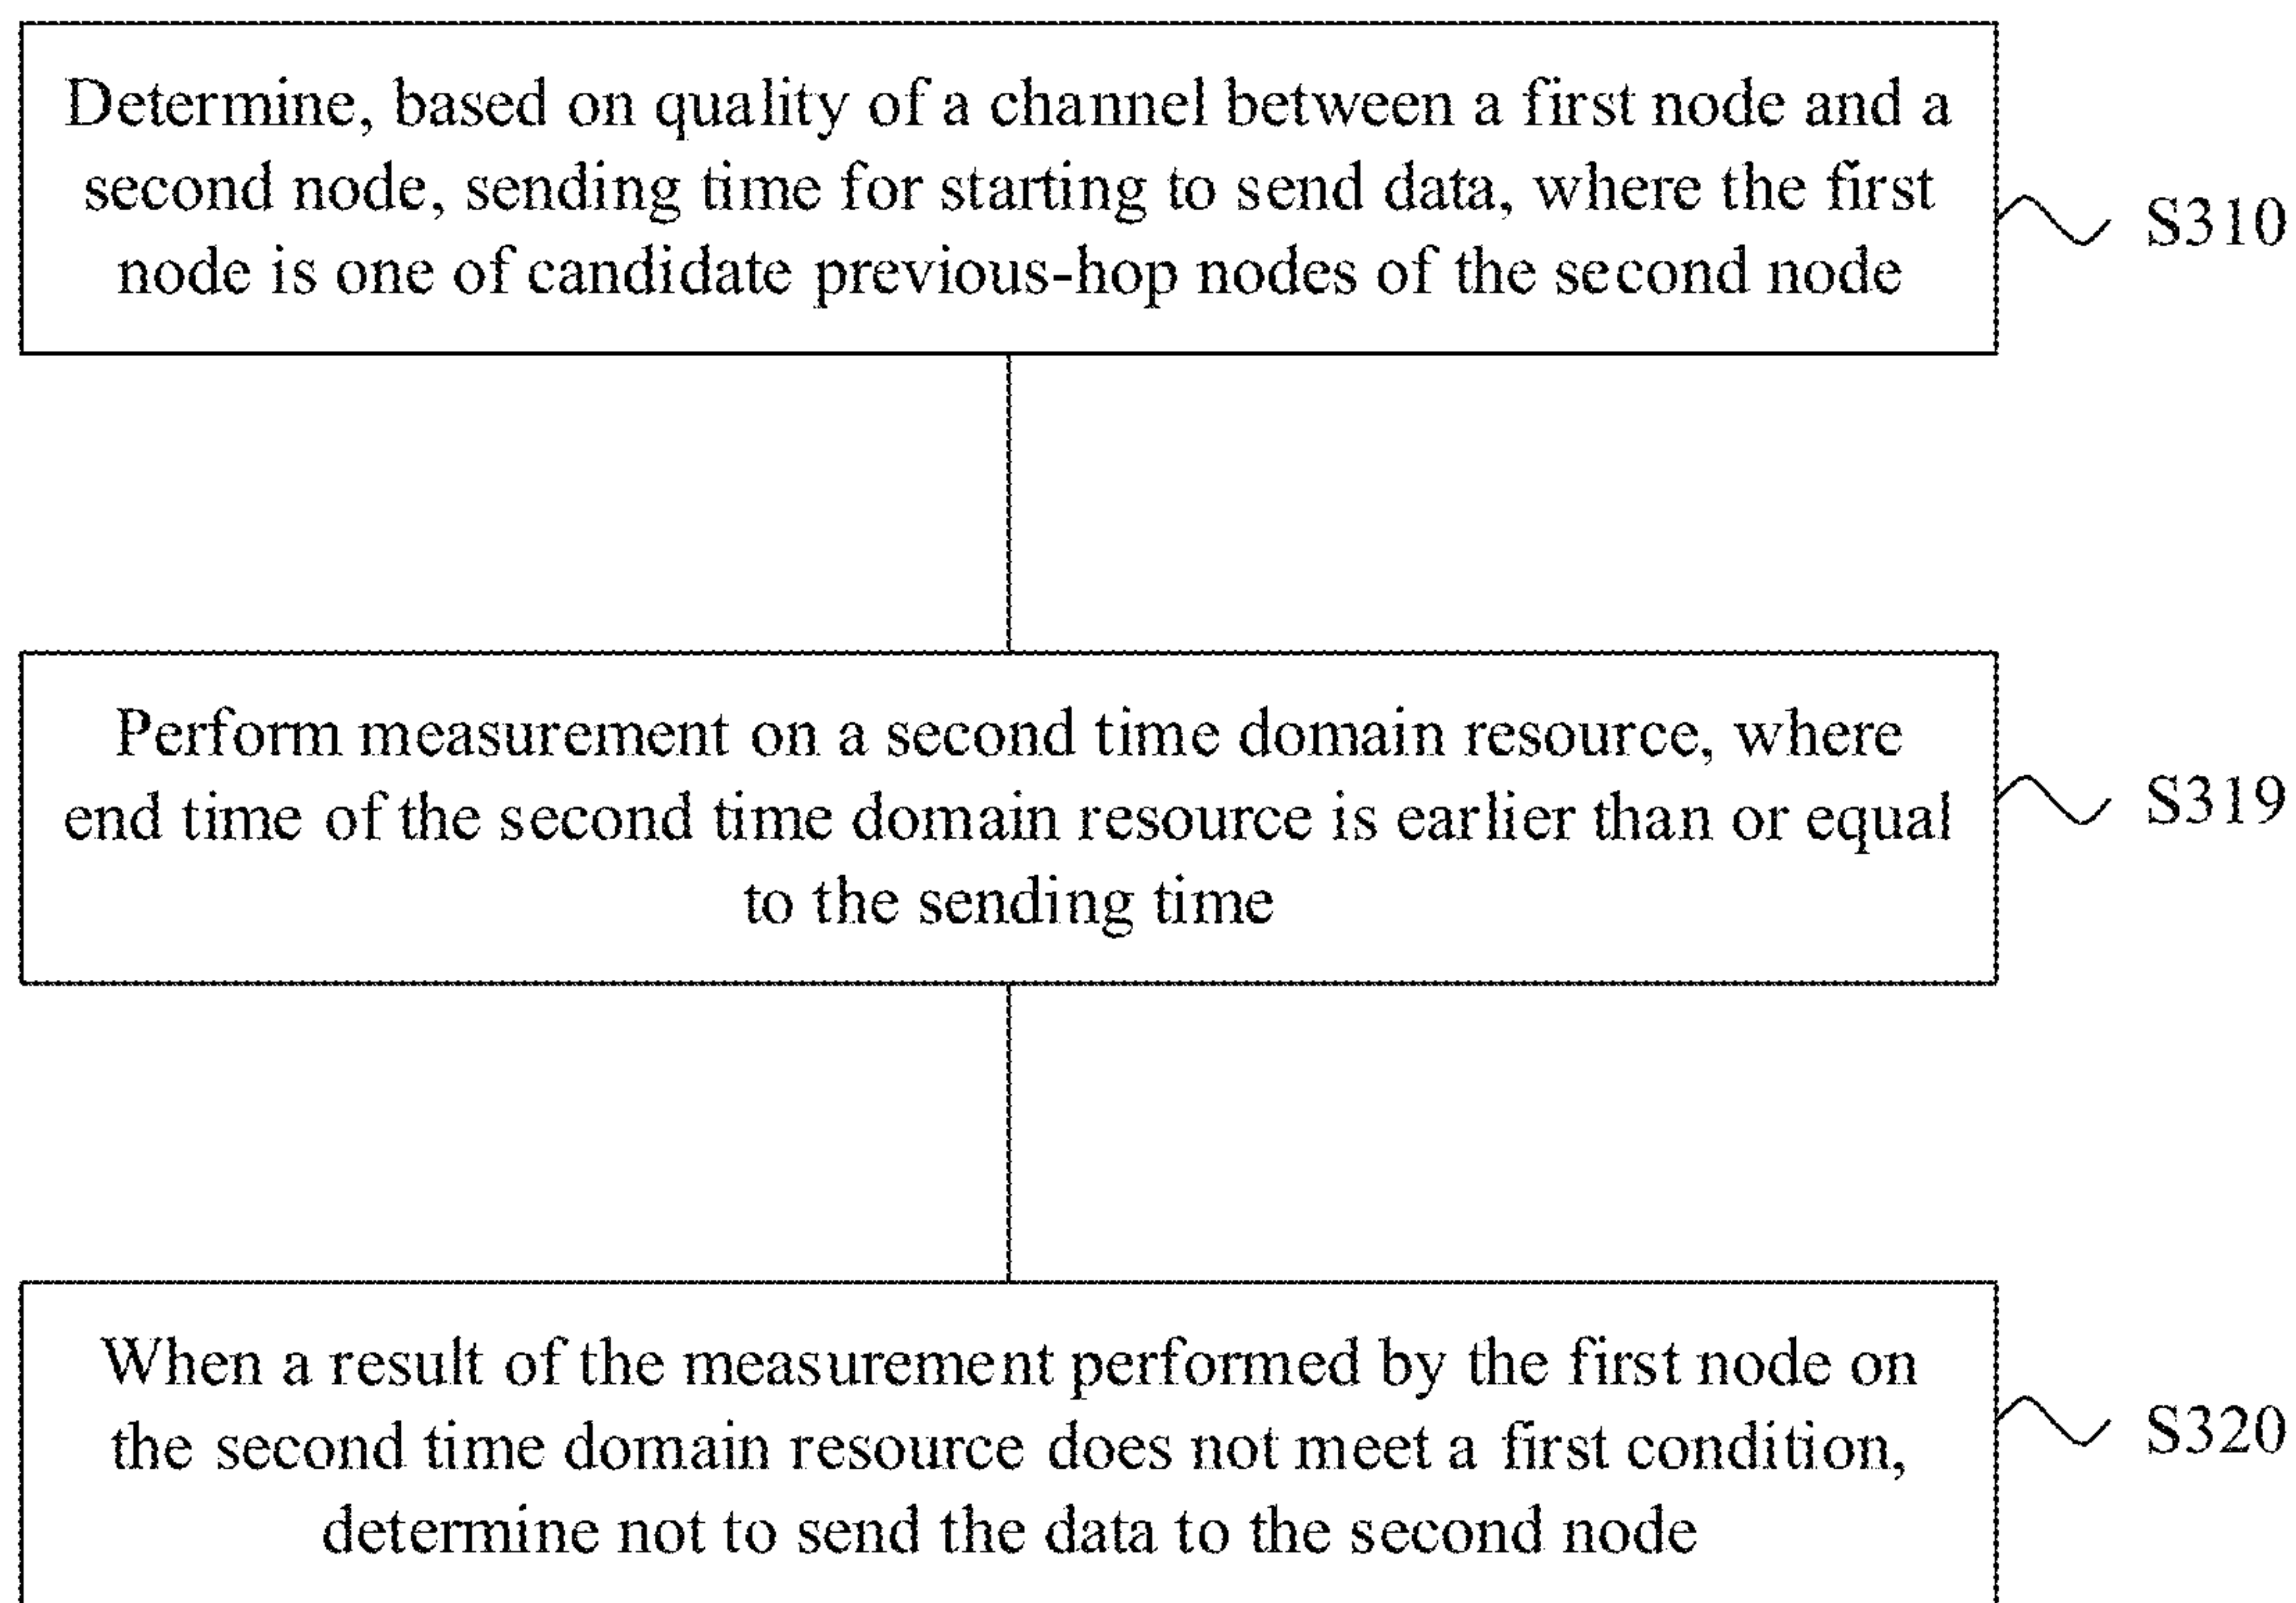 Determine, based on quality of a channel between a first node and a
second node, sending time for starting to send data, where the first
node is one of candidate previous-hop nodes of the second node
S310
Perform measurement on a second time domain resource, where
end time of the second time domain resource is earlier than or equal
to the sending time
S319
When a result of the measurement performed by the first node on
the second time domain resource does not meet a first condition,
determine not to send the data to the second node
S320